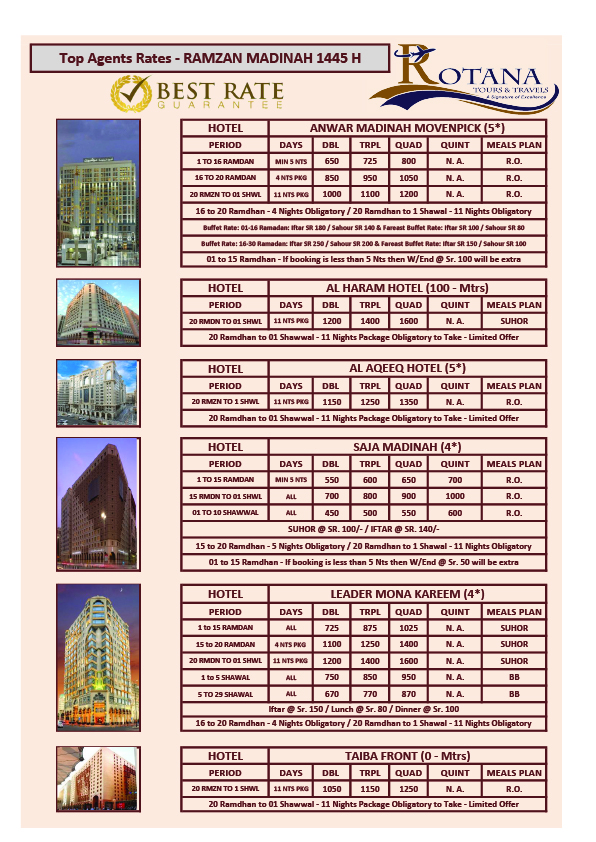 Top Agents Rates - RAMZAN MADINAH 1445 H
ROTANA
TOURS & TRAVELS
A Signature of Excellence
BEST RATE
GUARANTEE
HOTEL ANWAR MADINAH MOVENPICK (5*)
PERIOD DAYS DBL TRPL QUAD QUINT MEALS PLAN
1 TO 16 RAMDAN MIN 5 NTS 650 725 800 N. A. R.O.
16 TO 20 RAMDAN 4 NTS PKG 850 950 1050 N. A. R.O.
20 RMZN TO 01 SHWL 11 NTS PKG 1000 1100 1200 N. A. R.O.
16 to 20 Ramdan - 4 Nights Obligatory / 20 Ramdan to 1 Shawal - 11 Nights Obligatory
Buffet Rate: 01-16 Ramadan: Iftar SR 180 / Sahour SR 140 & Fareast Buffet Rate: Iftar SR 100 / Sahour SR 80
Buffet Rate: 16-30 Ramadan: Iftar SR 250 / Sahour SR 200 & Fareast Buffet Rate: Iftar SR 150 / Sahour SR 100
01 to 15 Ramdhan - If booking is less than 5 Nts then W/End @ Sr. 100 will be extra
HOTEL AL HARAM HOTEL (100 - Mtrs)
PERIOD DAYS DBL TRPL QUAD QUINT MEALS PLAN
20 RMDN TO 01 SHWL 11 NTS PKG 1200 1400 1600 N. A. SUHOR
20 Ramdhan to 01 Shawwal - 11 Nights Package Obligatory to Take - Limited Offer
HOTEL AL AQEEQ HOTEL (5*)
PERIOD DAYS DBL TRPL QUAD QUINT MEALS PLAN
20 RMZN TO 1 SHWL 11 NTS PKG 1150 1250 1350 N. A. R.O.
20 Ramdhan to 01 Shawwal - 11 Nights Package Obligatory to Take - Limited Offer
HOTEL SAJA MADINAH (4*)
PERIOD DAYS DBL TRPL QUAD QUINT MEALS PLAN
1 TO 15 RAMDAN MIN 5 NTS 550 600 650 700 R.O.
15 RMDN TO 01 SHWL ALL 700 800 900 1000 R.O.
01 TO 10 SHAWWAL ALL 450 500 550 600 R.O.
SUHOR @ SR. 100/- / IFTAR @ SR. 140/-
15 to 20 Ramdhan - 5 Nights Obligatory / 20 Ramdhan to 1 Shawal - 11 Nights Obligatory
01 to 15 Ramdhan - If booking is less than 5 Nts then W/End @ Sr. 50 will be extra
HOTEL LEADER MONA KAREEM (4*)
PERIOD DAYS DBL TRPL QUAD QUINT MEALS PLAN
1 to 15 RAMDAN ALL 725 875 1025 N. A. SUHOR
15 to 20 RAMDAN 4 NTS PKG 1100 1250 1400 N. A. SUHOR
20 RMDN TO 01 SHWL 11 NTS PKG 1200 1400 1600 N. A. SUHOR
1 to 5 SHAWAL ALL 750 850 950 N. A. BB
5 TO 29 SHAWAL ALL 670 770 870 N. A. BB
Iftar @ Sr. 150 / Lunch @ Sr. 80 / Dinner @ Sr. 100
16 to 20 Ramdhan - 4 Nights Obligatory / 20 Ramdhan to 1 Shawal - 11 Nights Obligatory
HOTEL TAIBA FRONT (0 - Mtrs)
PERIOD DAYS DBL TRPL QUAD QUINT MEALS PLAN
20 RMZN TO 1 SHWL 11 NTS PKG 1050 1150 1250 N. A. R.O.
20 Ramdhan to 01 Shawwal - 11 Nights Package Obligatory to Take - Limited Offer